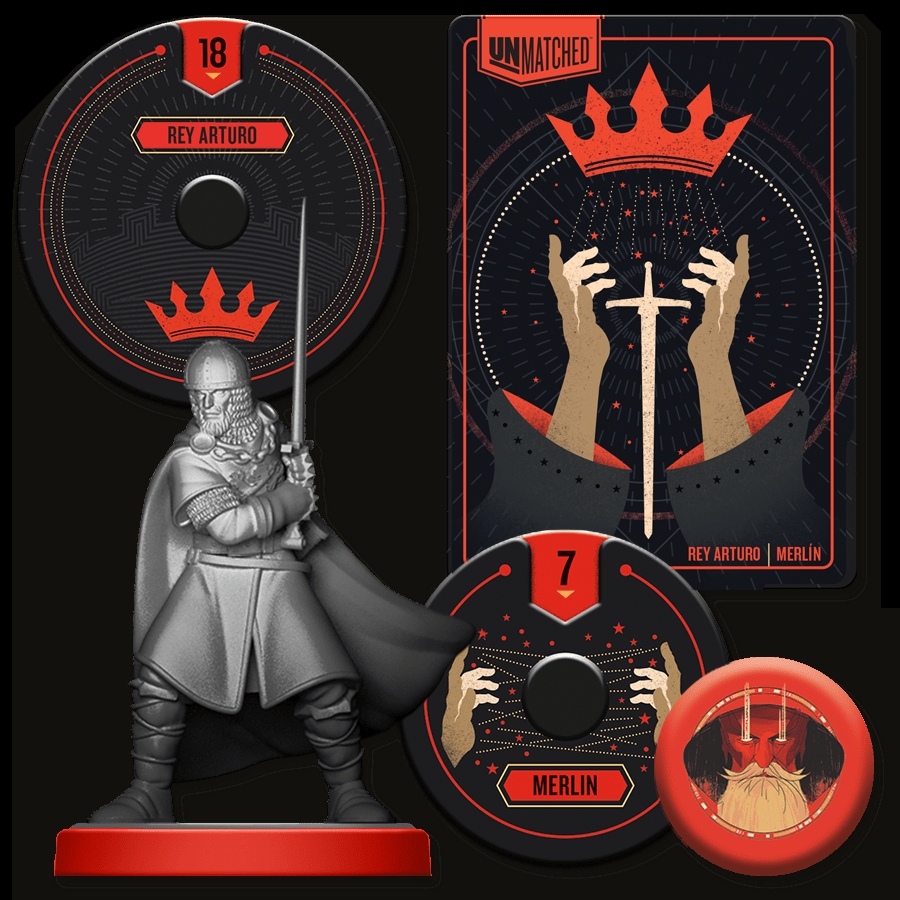 18
REY ARTURO
UNMATCHED
REY ARTURO | MERLÍN
7
MERLIN